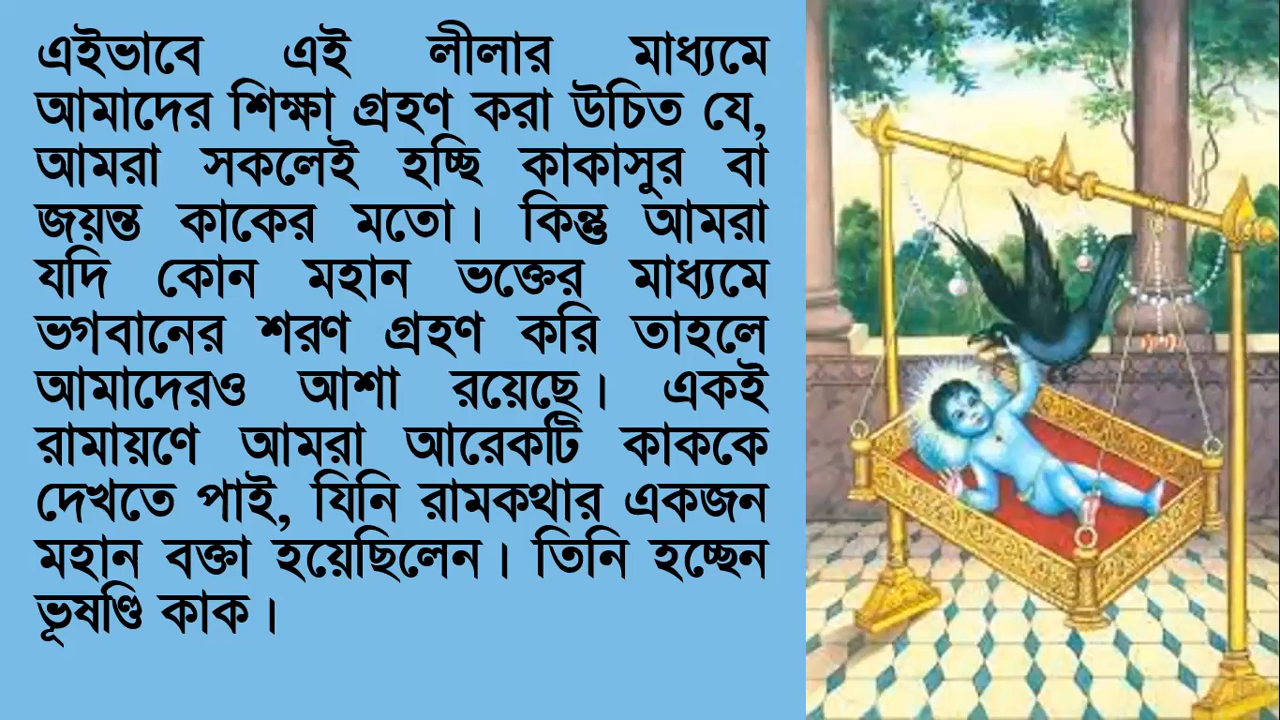 এইভাবে এই লীলার মাধ্যমে
আমাদের শিক্ষা গ্রহণ করা উচিত যে,
আমরা সকলেই হচ্ছি কাকাসুর বা
জয়ন্ত কাকের মতো। কিন্তু আমরা
যদি কোন মহান ভক্তের মাধ্যমে
ভগবানের শরণ গ্রহণ করি তাহলে
আমাদেরও আশা রয়েছে। একই
রামায়ণে আমরা আরেকটি কাককে
দেখতে পাই, যিনি রামকথার একজন
মহান বক্তা হয়েছিলেন। তিনি হচ্ছেন
ভূষণ্ডি কাক।